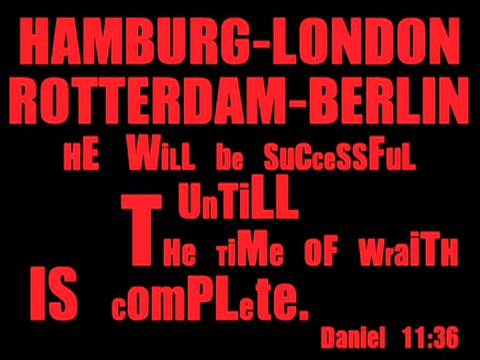 HAMBURG-LONDON
ROTTERDAM-BERLIN
HE WiLL be SuCceSSFuL
UnTiLL
THe TiMe OF WraiTH
IS cOmPLete.
Daniel 11:36